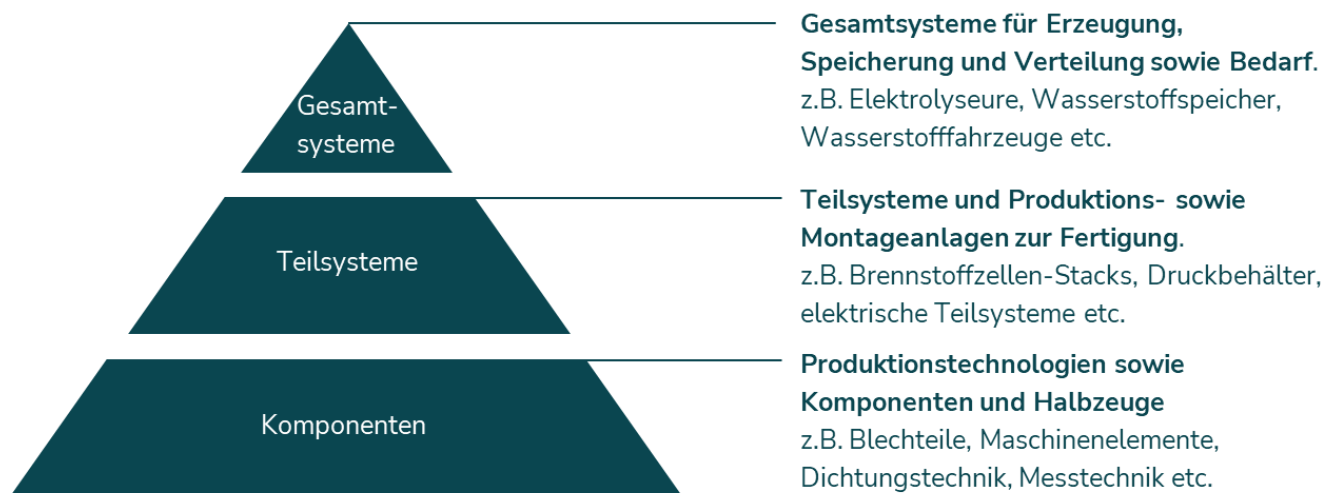 Gesamt-
systeme
Gesamtsysteme für Erzeugung,
Speicherung und Verteilung sowie Bedarf.
z.B. Elektrolyseure, Wasserstoffspeicher,
Wasserstofffahrzeuge etc.
Teilsysteme
Teilsysteme und Produktions- sowie
Montageanlagen zur Fertigung.
z.B. Brennstoffzellen-Stacks, Druckbehälter,
elektrische Teilsysteme etc.
Komponenten
Produktionstechnologien sowie
Komponenten und Halbzeuge
z.B. Blechteile, Maschinenelemente,
Dichtungstechnik, Messtechnik etc.